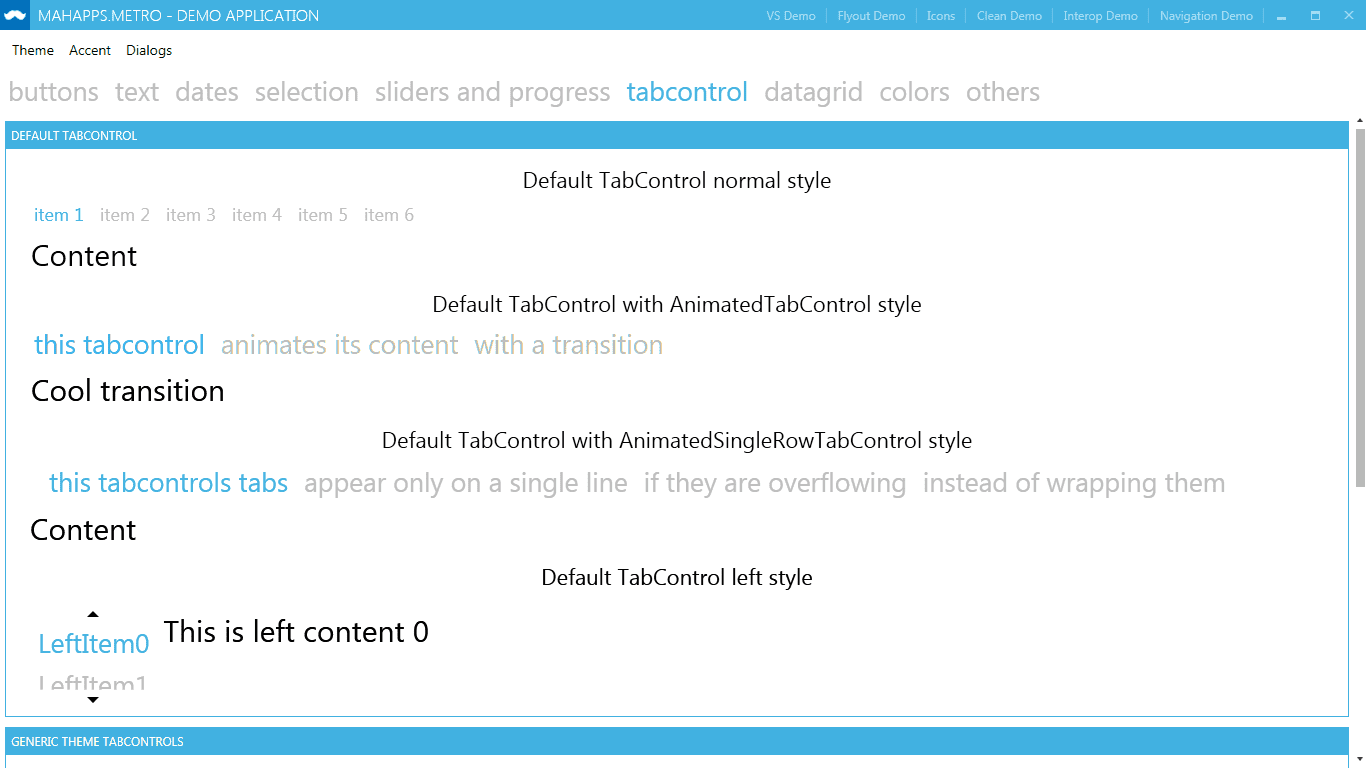 MAHAPPS.METRO - DEMO APPLICATION VS Demo Flyout Demo Icons Clean Demo Interop Demo Navigation Demo
Theme Accent Dialogs
buttons text dates selection sliders and progress tabcontrol datagrid colors others
DEFAULT TABCONTROL
Default TabControl normal style
item 1 item 2 item 3 item 4 item 5 item 6
Content
Default TabControl with AnimatedTabControl style
this tabcontrol animates its content with a transition
Cool transition
Default TabControl with AnimatedSingleRowTabControl style
this tabcontrols tabs appear only on a single line if they are overflowing instead of wrapping them
Content
Default TabControl left style
LeftItem0 This is left content 0
LeftItem1
GENERIC THEME TABCONTROLS